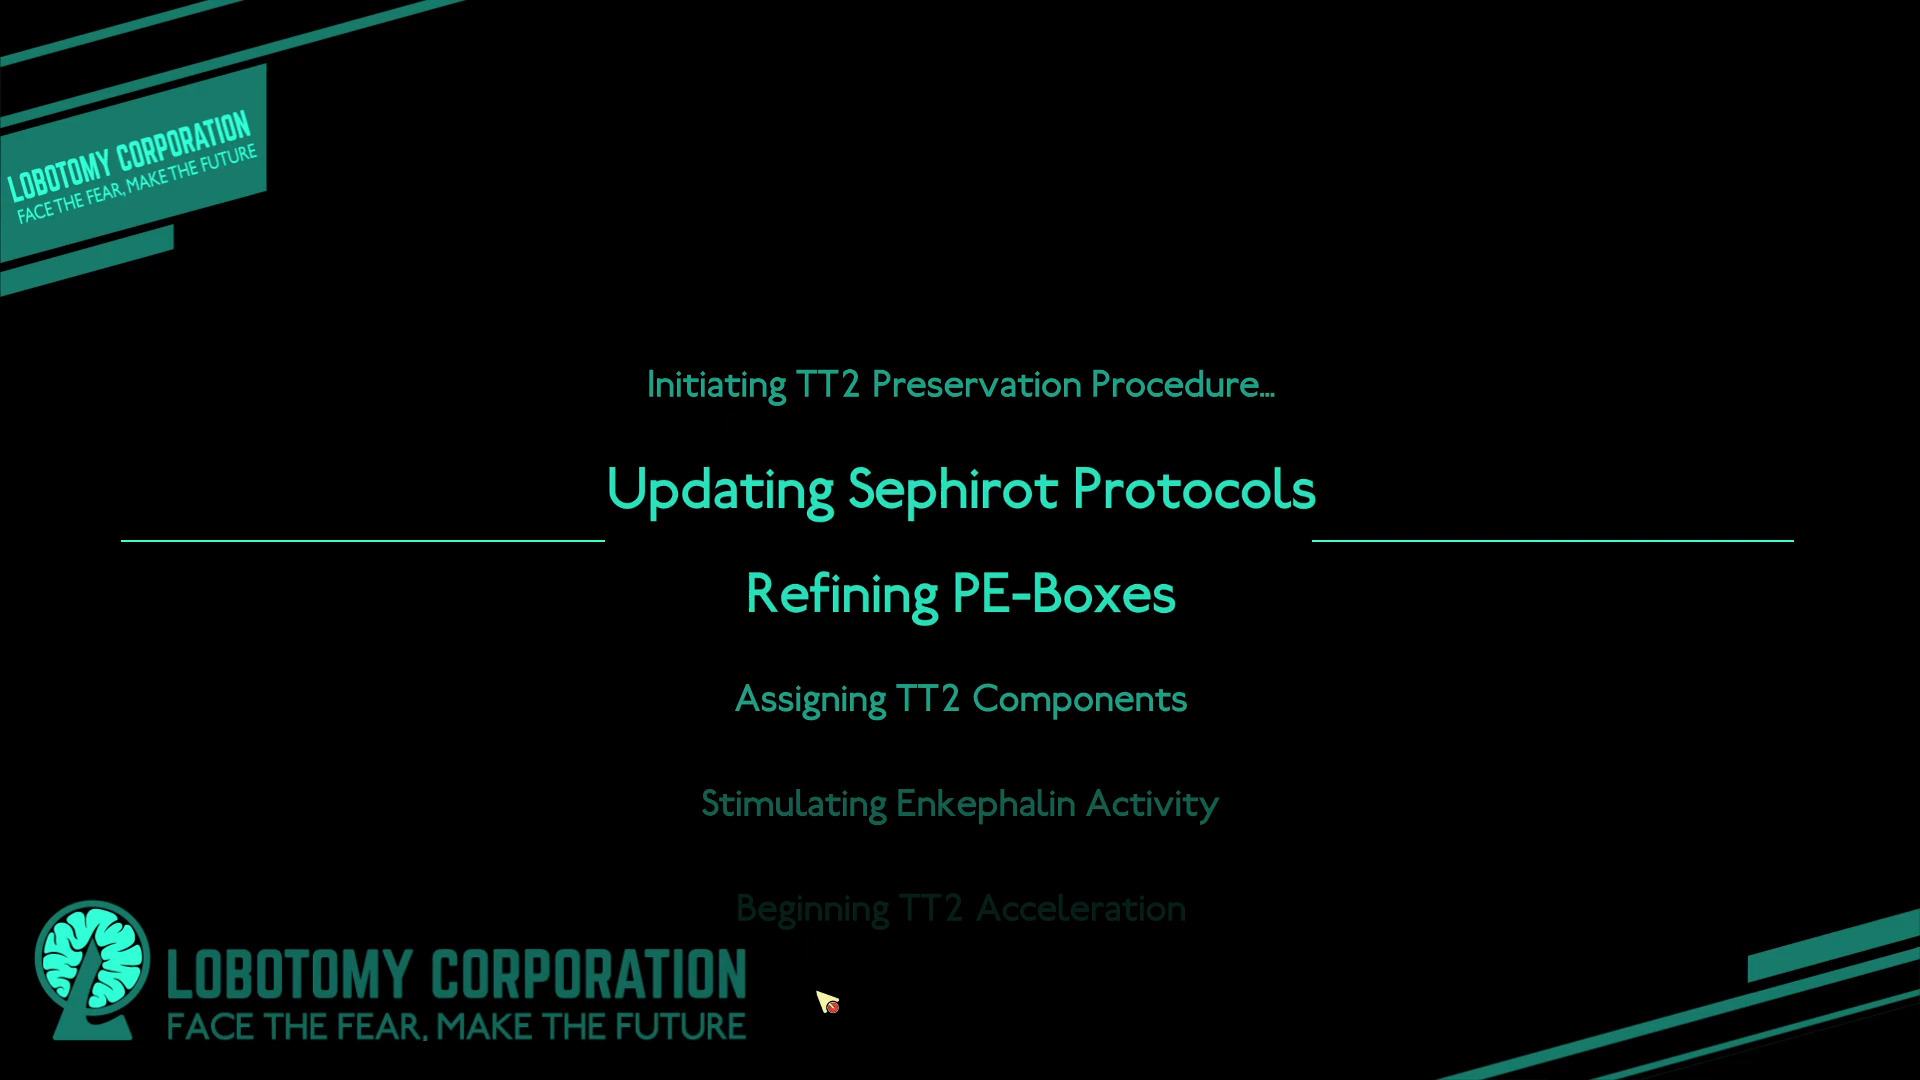 LOBOTOMY CORPORATION
FACE THE FEAR, MAKE THE FUTURE
Initiating TT2 Preservation Procedure...
Updating Sephirot Protocols
Refining PE-Boxes
Assigning TT2 Components
Stimulating Enkephalin Activity
Beginning TT2 Acceleration
LOBOTOMY CORPORATION
FACE THE FEAR, MAKE THE FUTURE